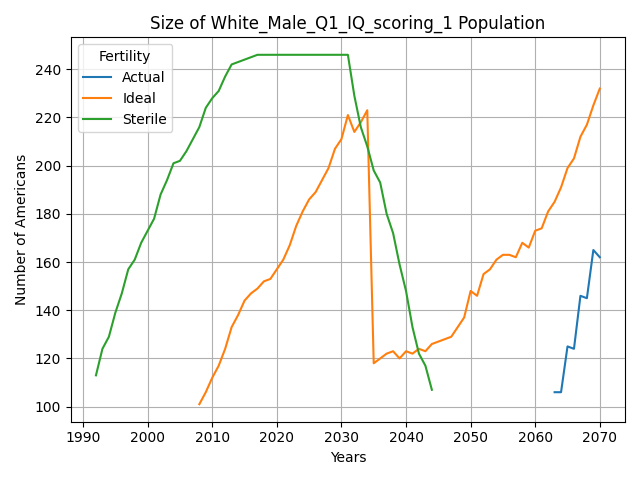 Size of White_Male_Q1_IQ_scoring_1 Population
Fertility
Actual
Ideal
Sterile
Number of Americans
240
220
200
180
160
140
120
100
1990
2000
2010
2020
2030
2040
2050
2060
2070
Years